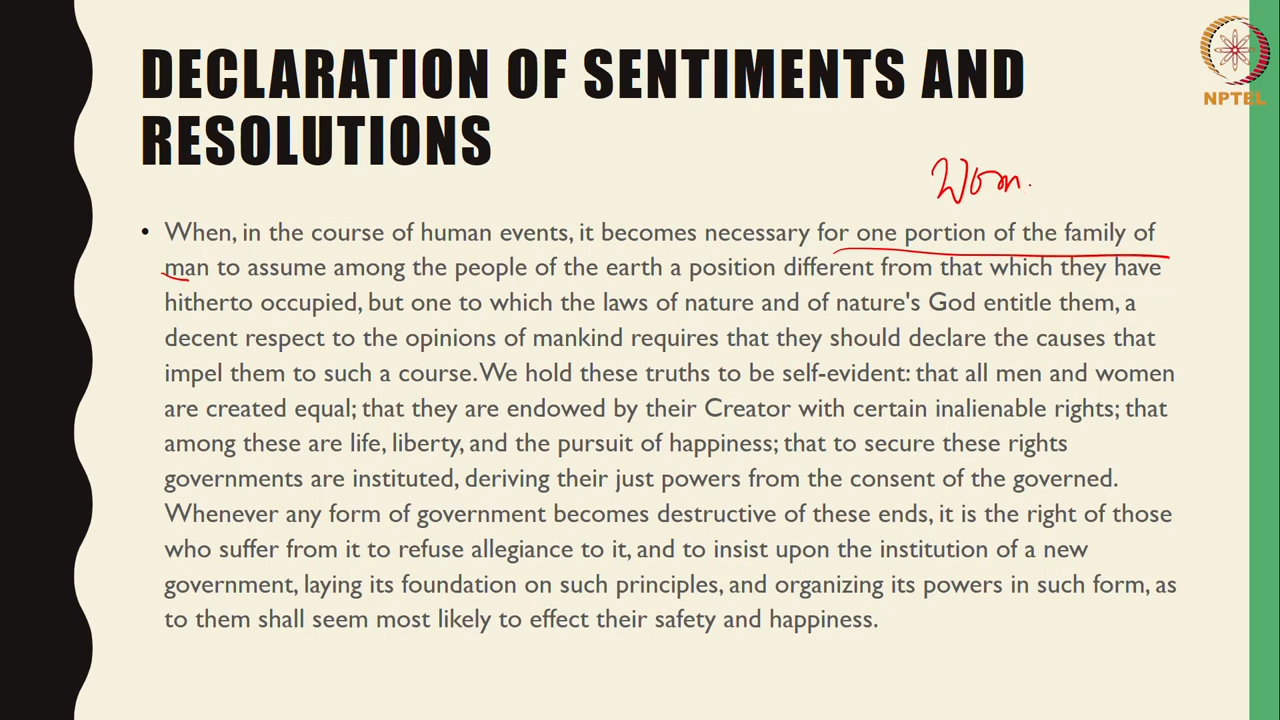 DECLARATION OF SENTIMENTS AND
RESOLUTIONS
NPTEL
Wom.
• When, in the course of human events, it becomes necessary for one portion of the family of
man to assume among the people of the earth a position different from that which they have
hitherto occupied, but one to which the laws of nature and of nature's God entitle them, a
decent respect to the opinions of mankind requires that they should declare the causes that
impel them to such a course. We hold these truths to be self-evident: that all men and women
are created equal; that they are endowed by their Creator with certain inalienable rights; that
among these are life, liberty, and the pursuit of happiness; that to secure these rights
governments are instituted, deriving their just powers from the consent of the governed.
Whenever any form of government becomes destructive of these ends, it is the right of those
who suffer from it to refuse allegiance to it, and to insist upon the institution of a new
government, laying its foundation on such principles, and organizing its powers in such form, as
to them shall seem most likely to effect their safety and happiness.